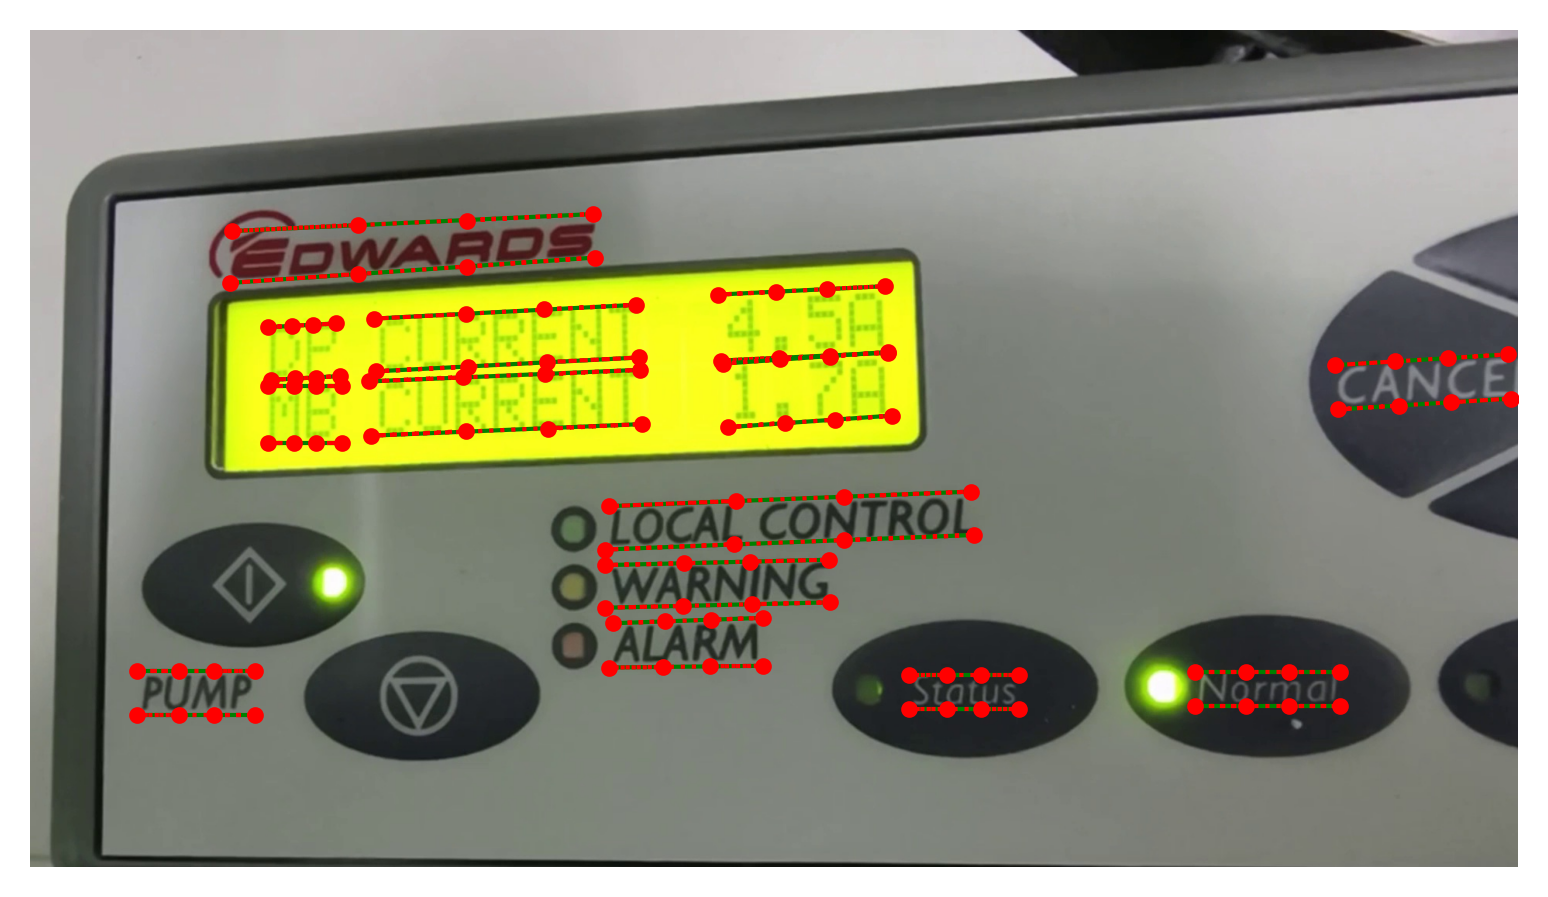 EDWARDS
DP CURRENT 4.5A
MB CURRENT 1.7A
CANCEL
LOCAL CONTROL
WARNING
ALARM
PUMP
Status
Normal